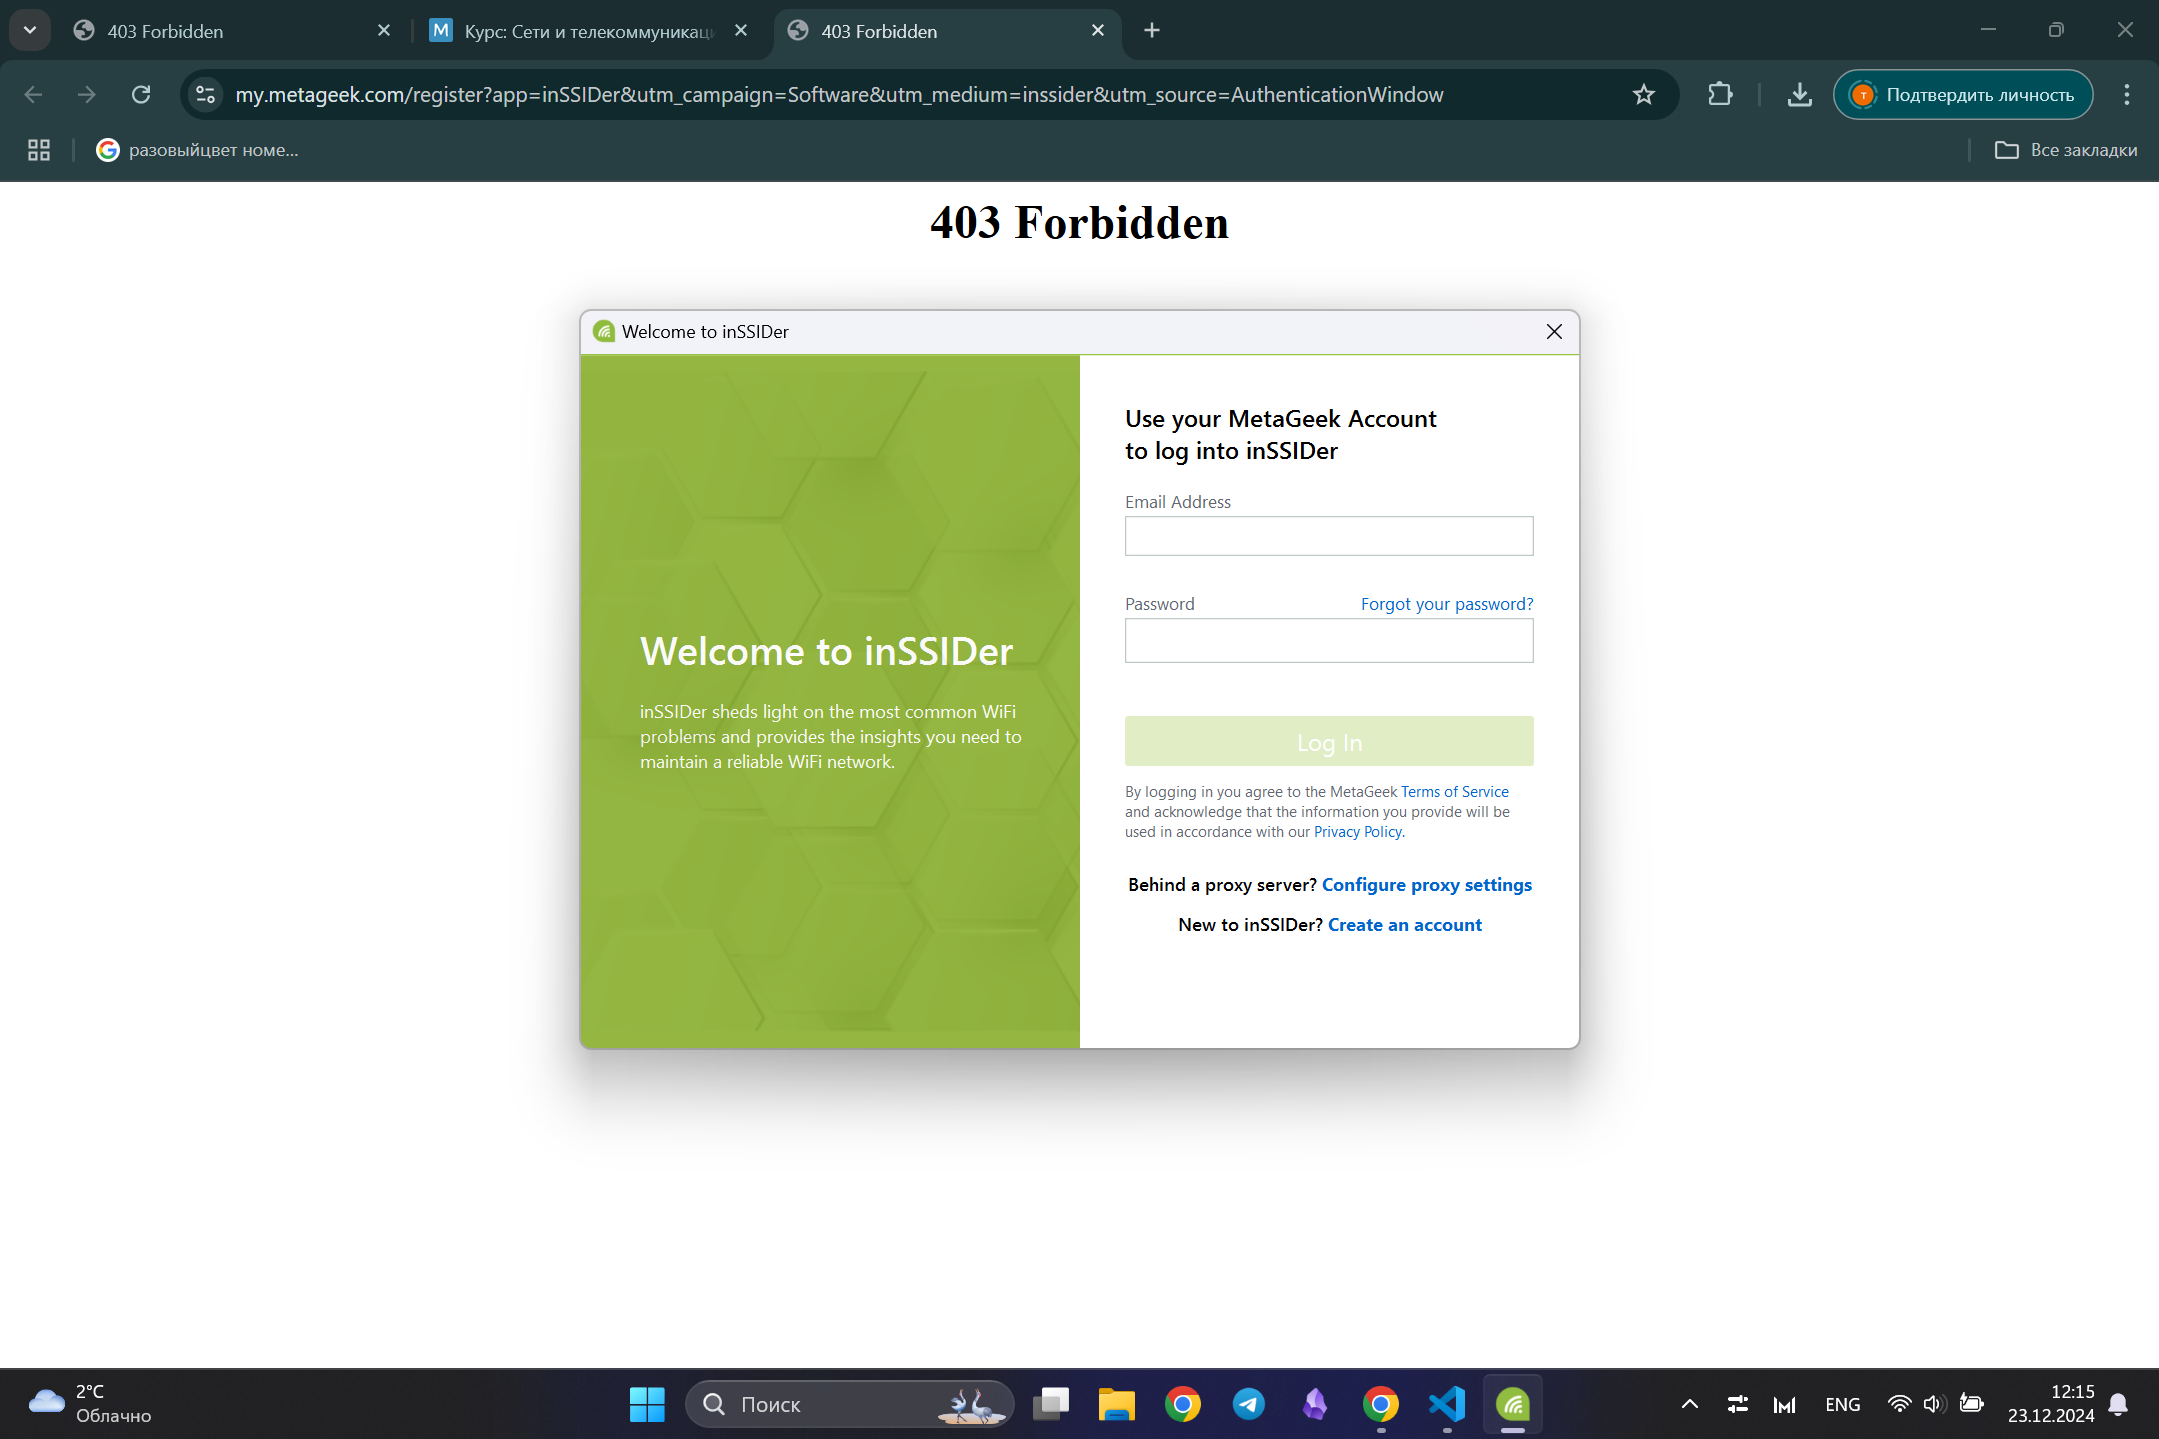 403 Forbidden
Курс: Сети и телекоммуникаци
403 Forbidden
my.metageek.com/register?app=inSSIDer&utm_campaign=Software&utm_medium=inssider&utm_source=AuthenticationWindow
Подтвердить личность
разовыйцвет номе...
Все закладки
403 Forbidden
Welcome to inSSIDer
Use your MetaGeek Account
to log into inSSIDer
Email Address
Password
Forgot your password?
Welcome to inSSIDer
inSSIDer sheds light on the most common WiFi
problems and provides the insights you need to
maintain a reliable WiFi network.
Log In
By logging in you agree to the MetaGeek Terms of Service
and acknowledge that the information you provide will be
used in accordance with our Privacy Policy.
Behind a proxy server? Configure proxy settings
New to inSSIDer? Create an account
2°C
Облачно
Поиск
ENG
12:15
23.12.2024